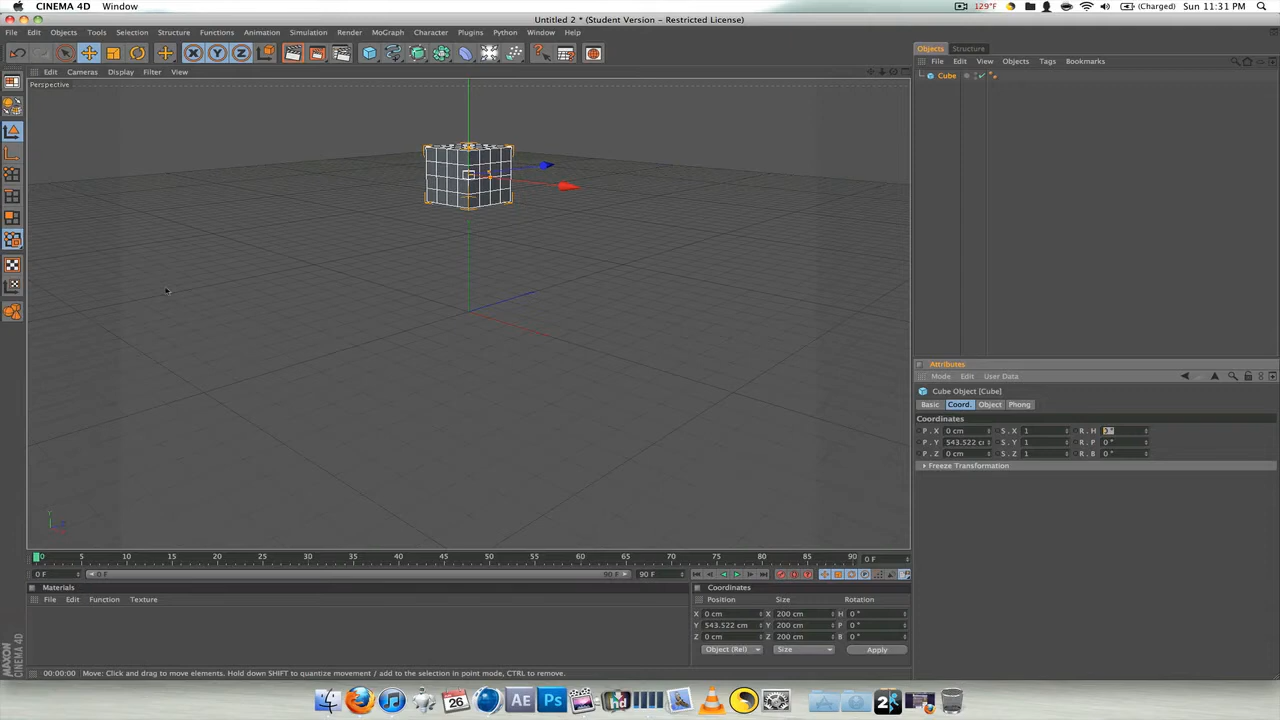 CINEMA 4D Window 129°F (Charged) Sun 11:31 PM
Untitled 2 * (Student Version - Restricted License)
File Edit Objects Tools Selection Structure Functions Animation Simulation Render MoGraph Character Plugins Python Window Help
X Y Z
Objects Structure
File Edit View Objects Tags Bookmarks
Cube
Edit Cameras Display Filter View
Perspective
Y
Attributes
Mode Edit User Data
Cube Object [Cube]
Basic Coord. Object Phong
Coordinates
P . X 0 cm S . X 1 R . H 0 °
P . Y 543.522 c S . Y 1 R . P 0 °
P . Z 0 cm S . Z 1 R . B 0 °
Freeze Transformation
0 5 10 15 20 25 30 35 40 45 50 55 60 65 70 75 80 85 90 0 F
0 F 0 F 90 F 90 F
Materials
File Edit Function Texture
Coordinates
Position Size Rotation
X 0 cm X 200 cm H 0 °
Y 543.522 cm Y 200 cm P 0 °
Z 0 cm Z 200 cm B 0 °
Object (Rel) Size Apply
MAXON CINEMA 4D
00:00:00 Move: Click and drag to move elements. Hold down SHIFT to quantize movement / add to the selection in point mode, CTRL to remove.
26 AE Ps